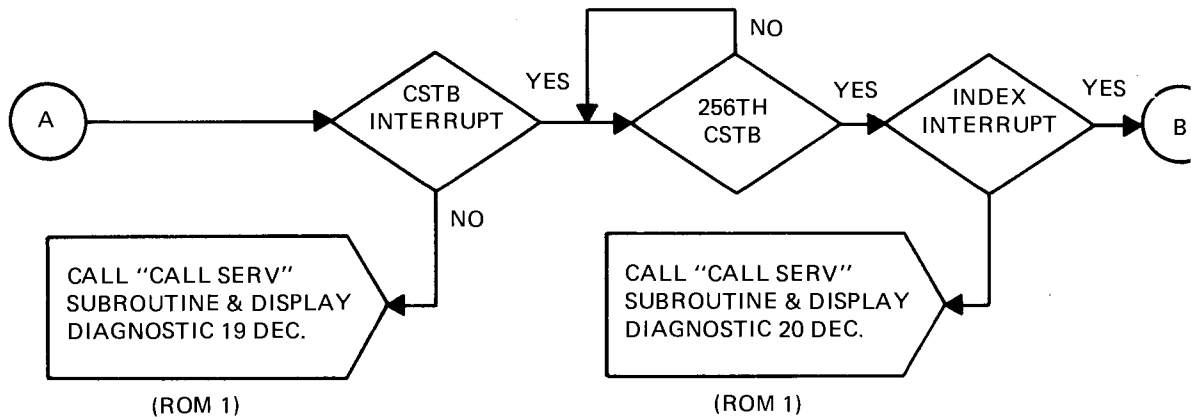 NO
A
CSTB
INTERRUPT
YES
256TH
CSTB
YES
INDEX
INTERRUPT
YES
B
NO
CALL "CALL SERV"
SUBROUTINE & DISPLAY
DIAGNOSTIC 19 DEC.
(ROM 1)
CALL "CALL SERV"
SUBROUTINE & DISPLAY
DIAGNOSTIC 20 DEC.
(ROM 1)